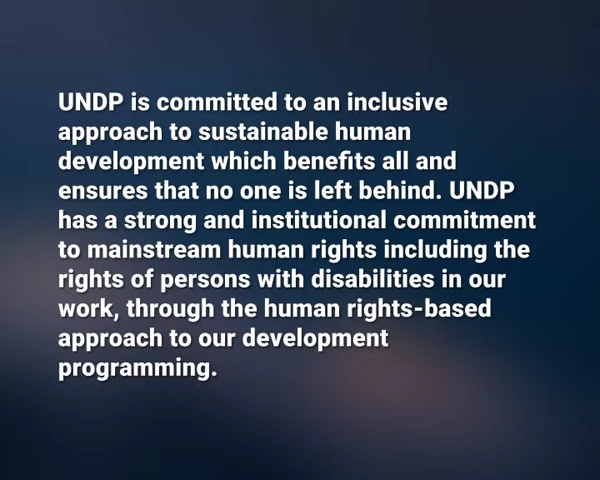 UNDP is committed to an inclusive
approach to sustainable human
development which benefits all and
ensures that no one is left behind. UNDP
has a strong and institutional commitment
to mainstream human rights including the
rights of persons with disabilities in our
work, through the human rights-based
approach to our development
programming.